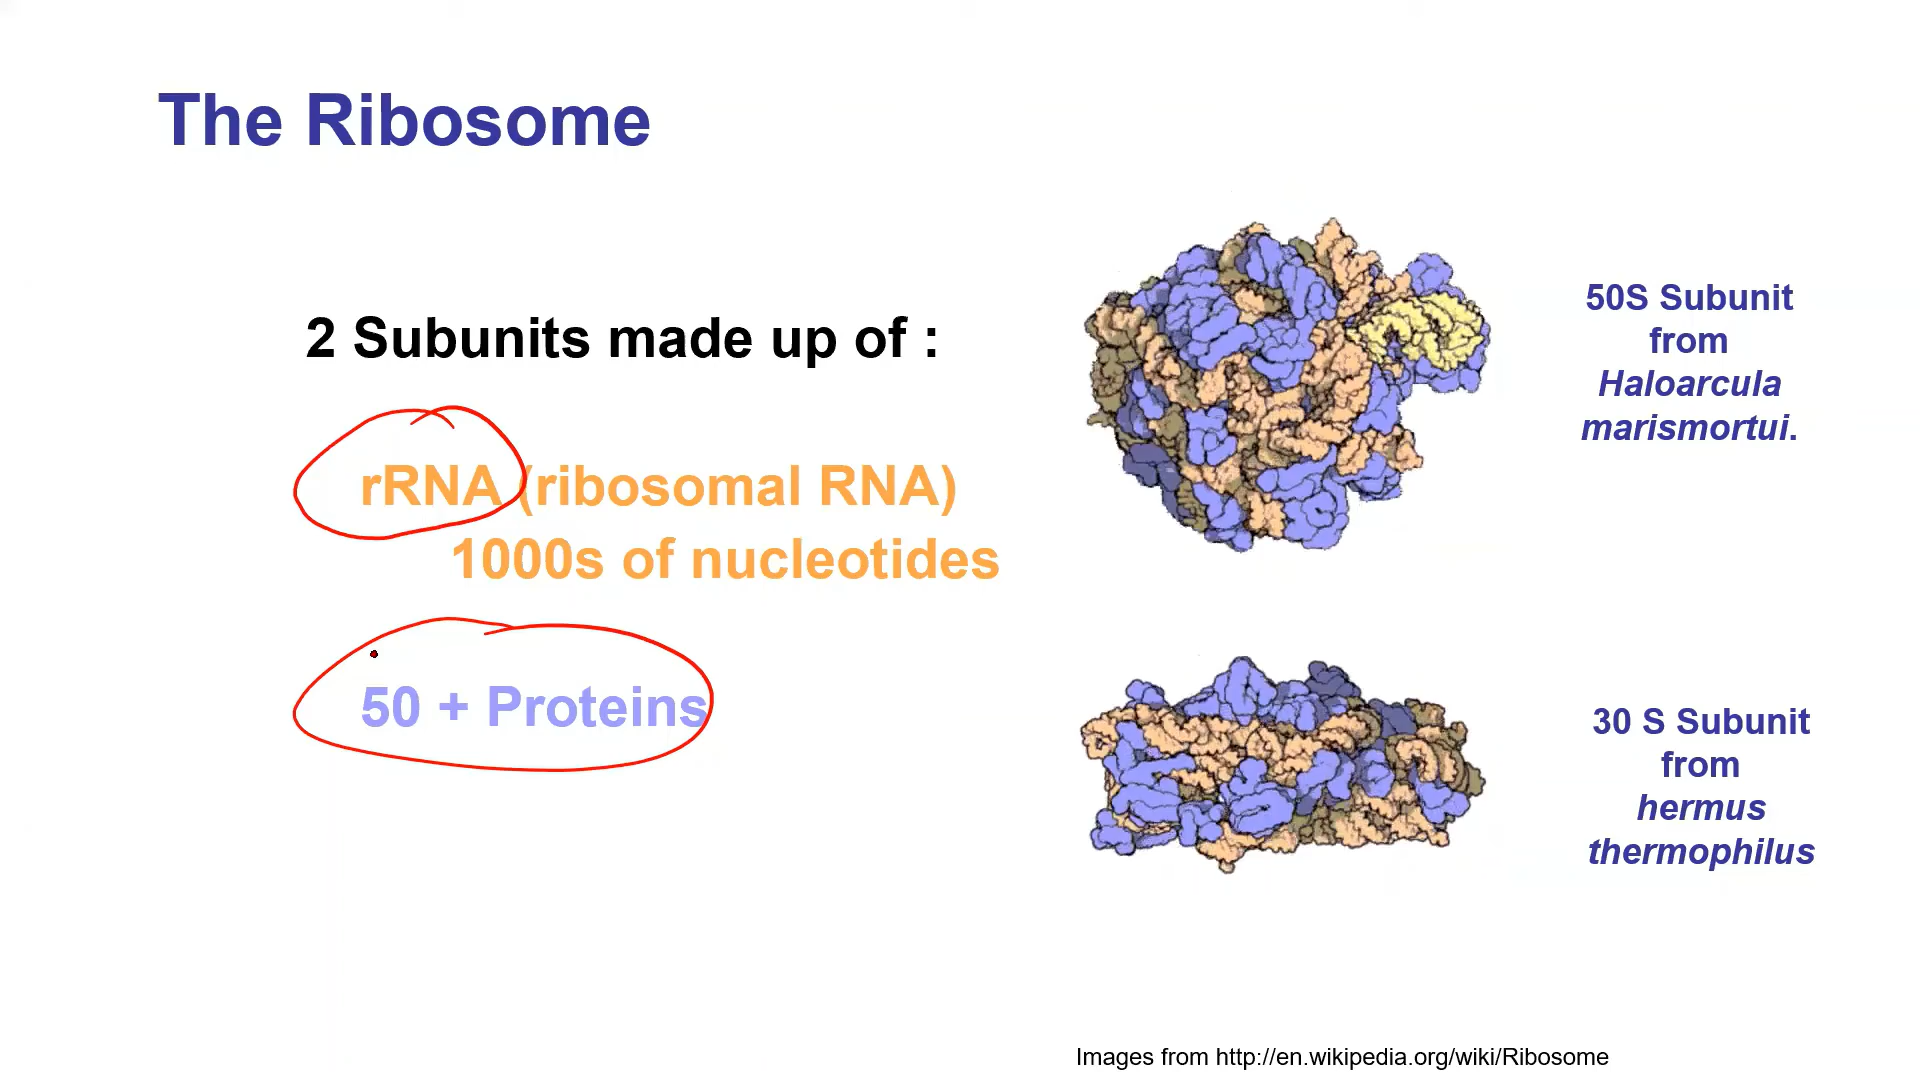 The Ribosome
2 Subunits made up of :
rRNA (ribosomal RNA)
1000s of nucleotides
50 + Proteins
50S Subunit
from
Haloarcula
marismortui.
30 S Subunit
from
hermus
thermophilus
Images from http://en.wikipedia.org/wiki/Ribosome